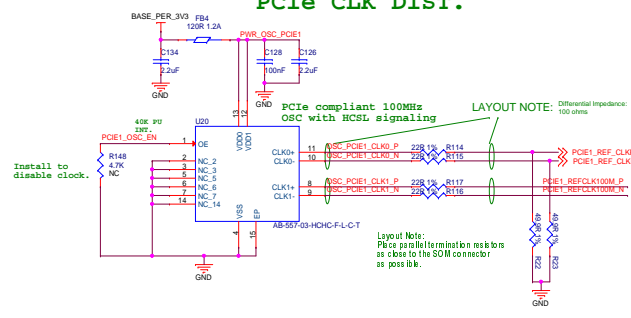 PCIe CLK DIST.
BASE_PER_3V3
FB4
120R 1.2A
PWR_OSC_PCIE1
C134
2.2uF
C128
100nF
C126
2.2uF
GND
GND
PCIe compliant 100MHz
OSC with HCSL signaling
LAYOUT NOTE:
Differential Impedance:
100 ohms
40K PU
INT.
U20
13
12
VDD0
VDD1
PCIE1_OSC_EN
1
OE
R148
4.7K
NC
Install to
disable clock.
2
NC_2
3
NC_3
5
NC_5
6
NC_6
7
NC_7
14
NC_14
CLK0+
11
OSC_PCIE1_CLK0_P
22R 1%
R114
PCIE1_REF_CLK
CLK0-
10
OSC_PCIE1_CLK0_N
22R 1%
R115
PCIE1_REF_CLK
CLK1+
8
OSC_PCIE1_CLK1_P
22R 1%
R117
PCIE1_REFCLK100M_P
CLK1-
9
OSC_PCIE1_CLK1_N
22R 1%
R116
PCIE1_REFCLK100M_N
VSS
EP
4
15
AB-557-03-HCHC-F-L-C-T
Layout Note:
Place parallel termination resistors
as close to the SOM connector
as possible.
49.9R 1%
R22
49.9R 1%
R23
GND
GND